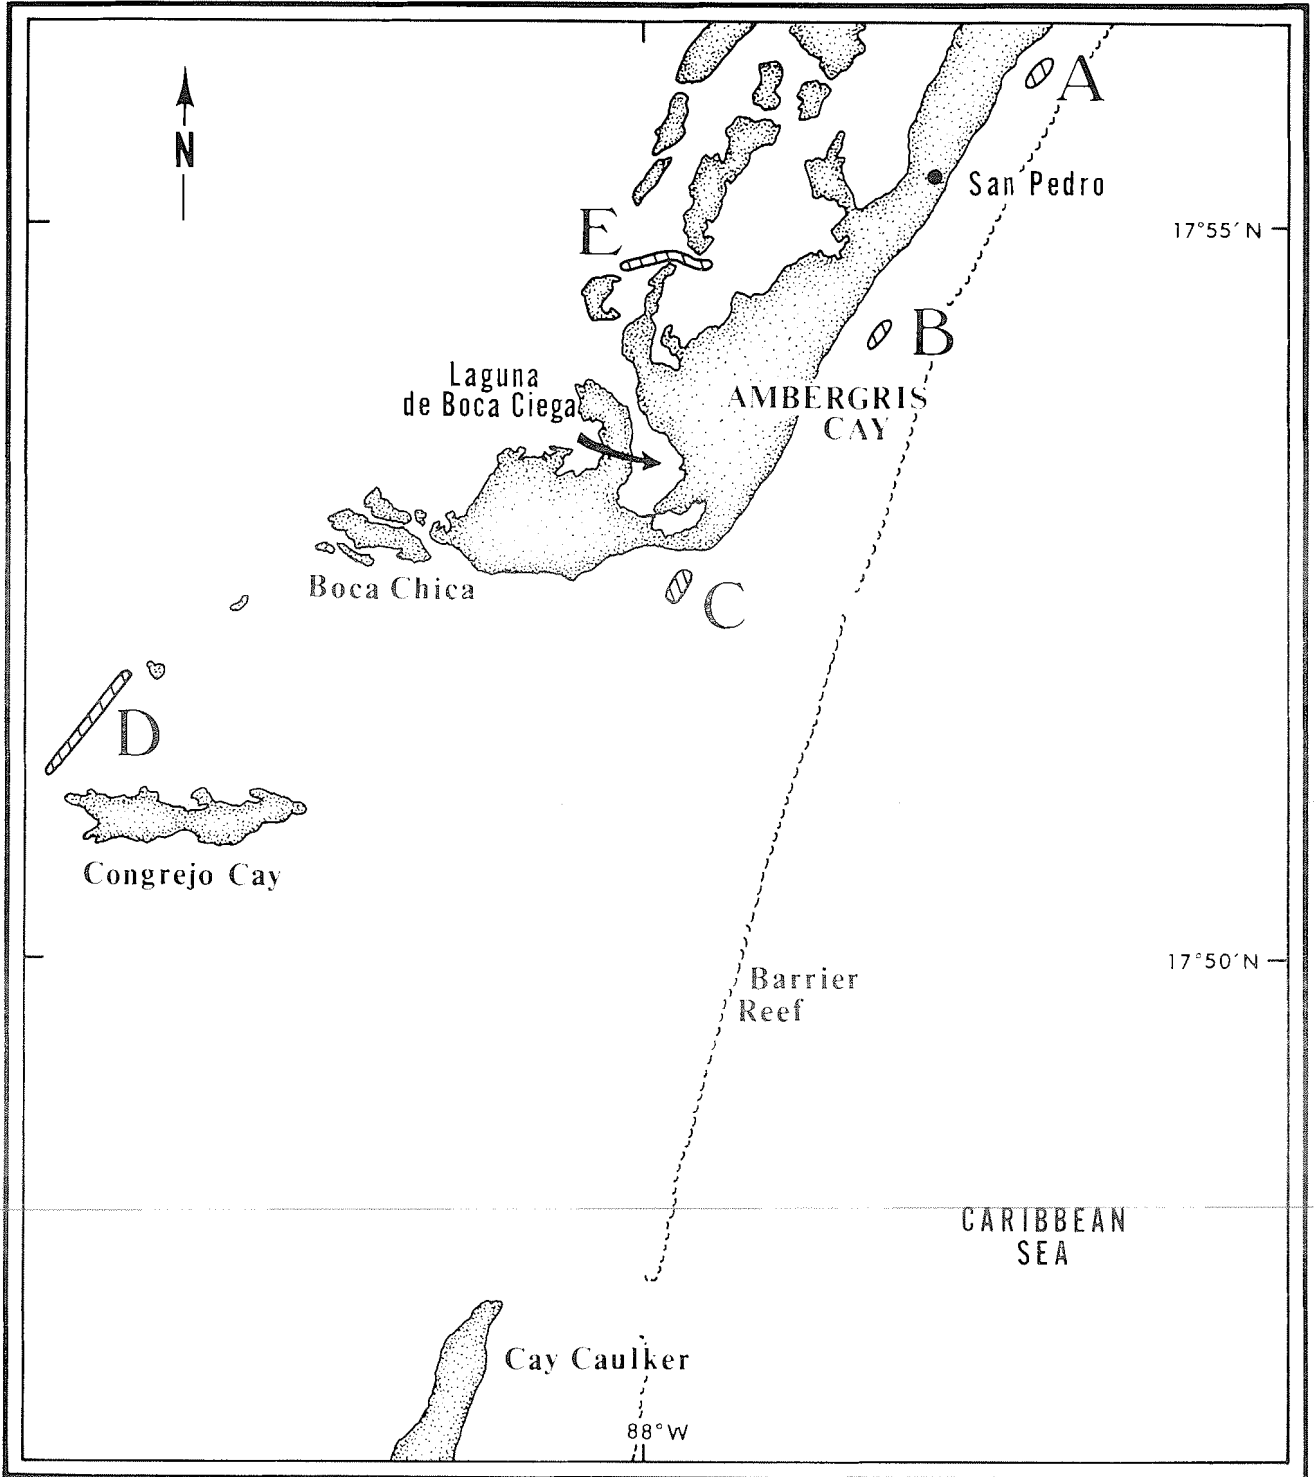 A
N
San Pedro
E
17°55′N
B
Laguna
de Boca Ciega
AMBERGRIS
CAY
Boca Chica
C
D
Congrejo Cay
17°50′N
Barrier
Reef
CARIBBEAN
SEA
Cay Caulker
88°W